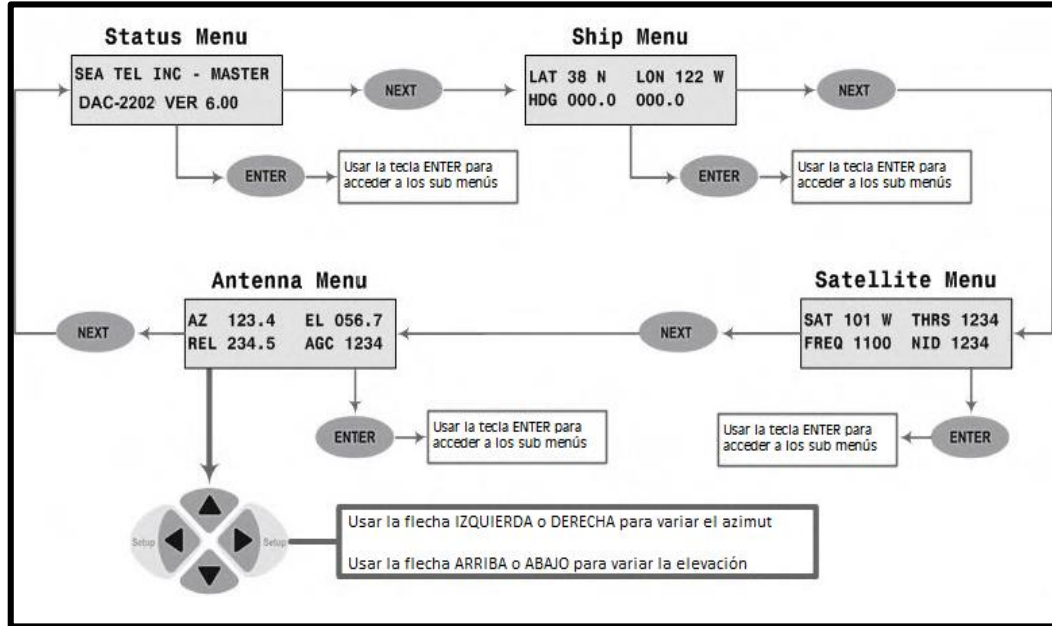 Status Menu
SEA TEL INC - MASTER
DAC-2202 VER 6.00
NEXT
ENTER
Usar la tecla ENTER para
acceder a los sub menús
Ship Menu
LAT 38 N LON 122 W
HDG 000.0 000.0
NEXT
ENTER
Usar la tecla ENTER para
acceder a los sub menús
Antenna Menu
AZ 123.4 EL 056.7
REL 234.5 AGC 1234
NEXT
ENTER
Usar la tecla ENTER para
acceder a los sub menús
NEXT
Satellite Menu
SAT 101 W THRS 1234
FREQ 1100 NID 1234
Usar la tecla ENTER para
acceder a los sub menús
ENTER
Setup
Setup
Usar la flecha IZQUIERDA o DERECHA para variar el azimut
Usar la flecha ARRIBA o ABAJO para variar la elevación